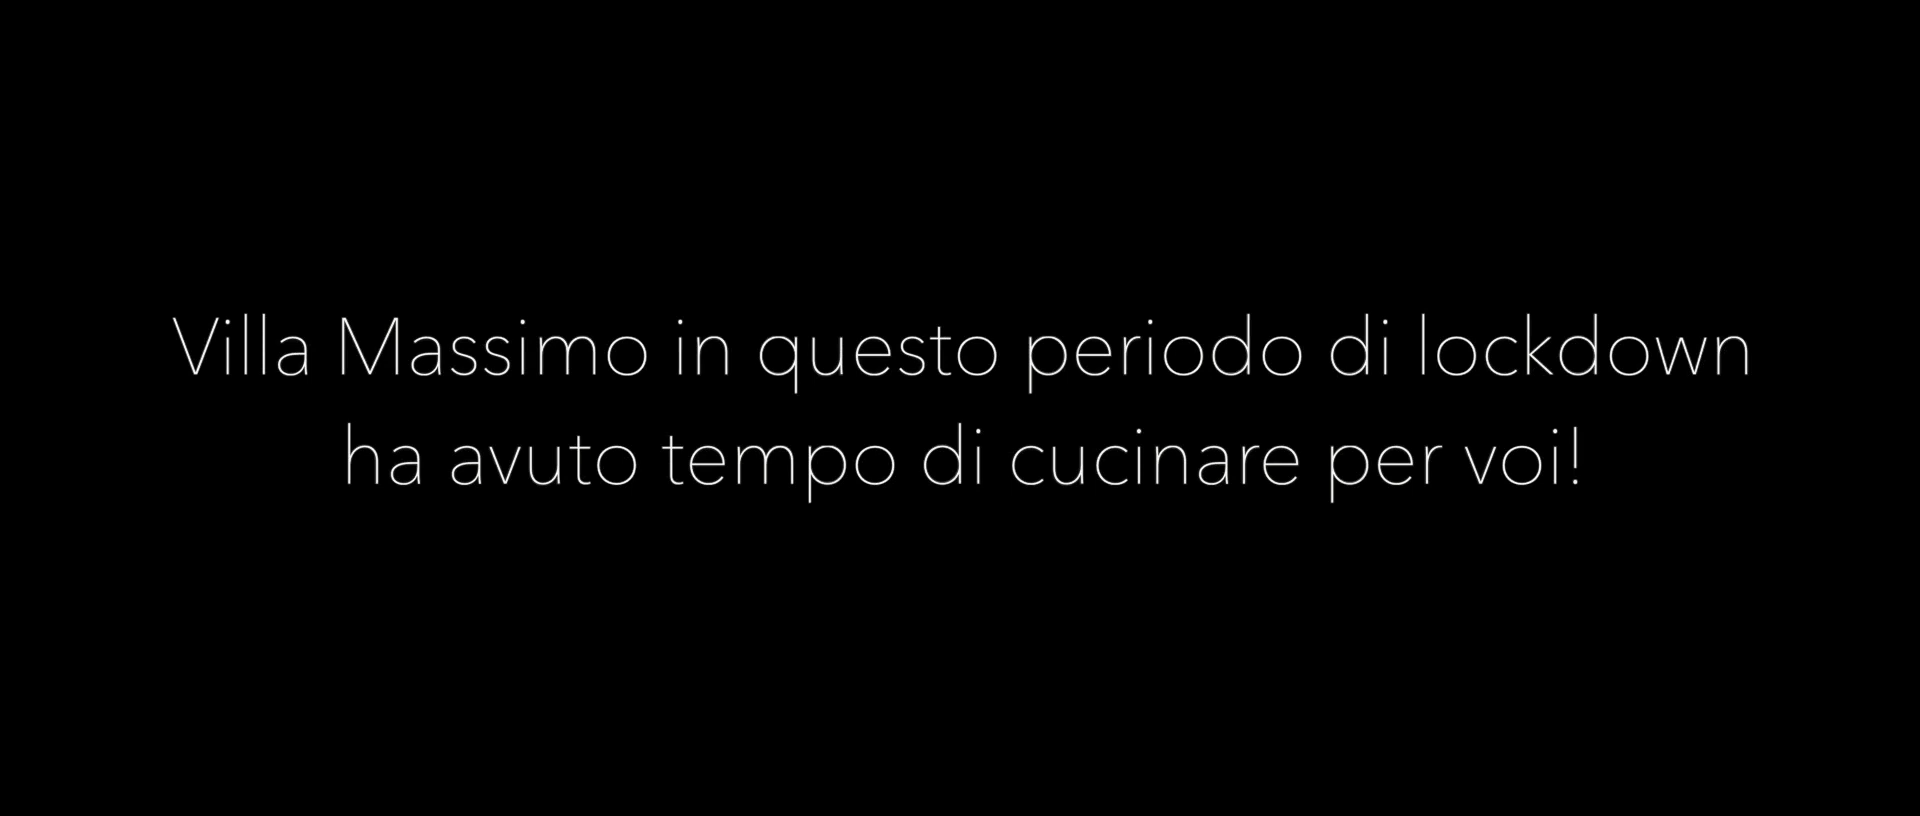 Villa Massimo in questo periodo di lockdown
ha avuto tempo di cucinare per voi!